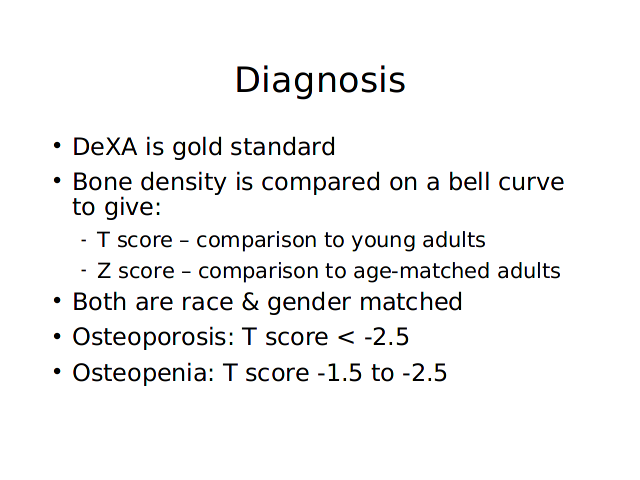 Diagnosis
• DeXA is gold standard
• Bone density is compared on a bell curve
to give:
- T score – comparison to young adults
- Z score – comparison to age-matched adults
• Both are race & gender matched
• Osteoporosis: T score < -2.5
• Osteopenia: T score -1.5 to -2.5